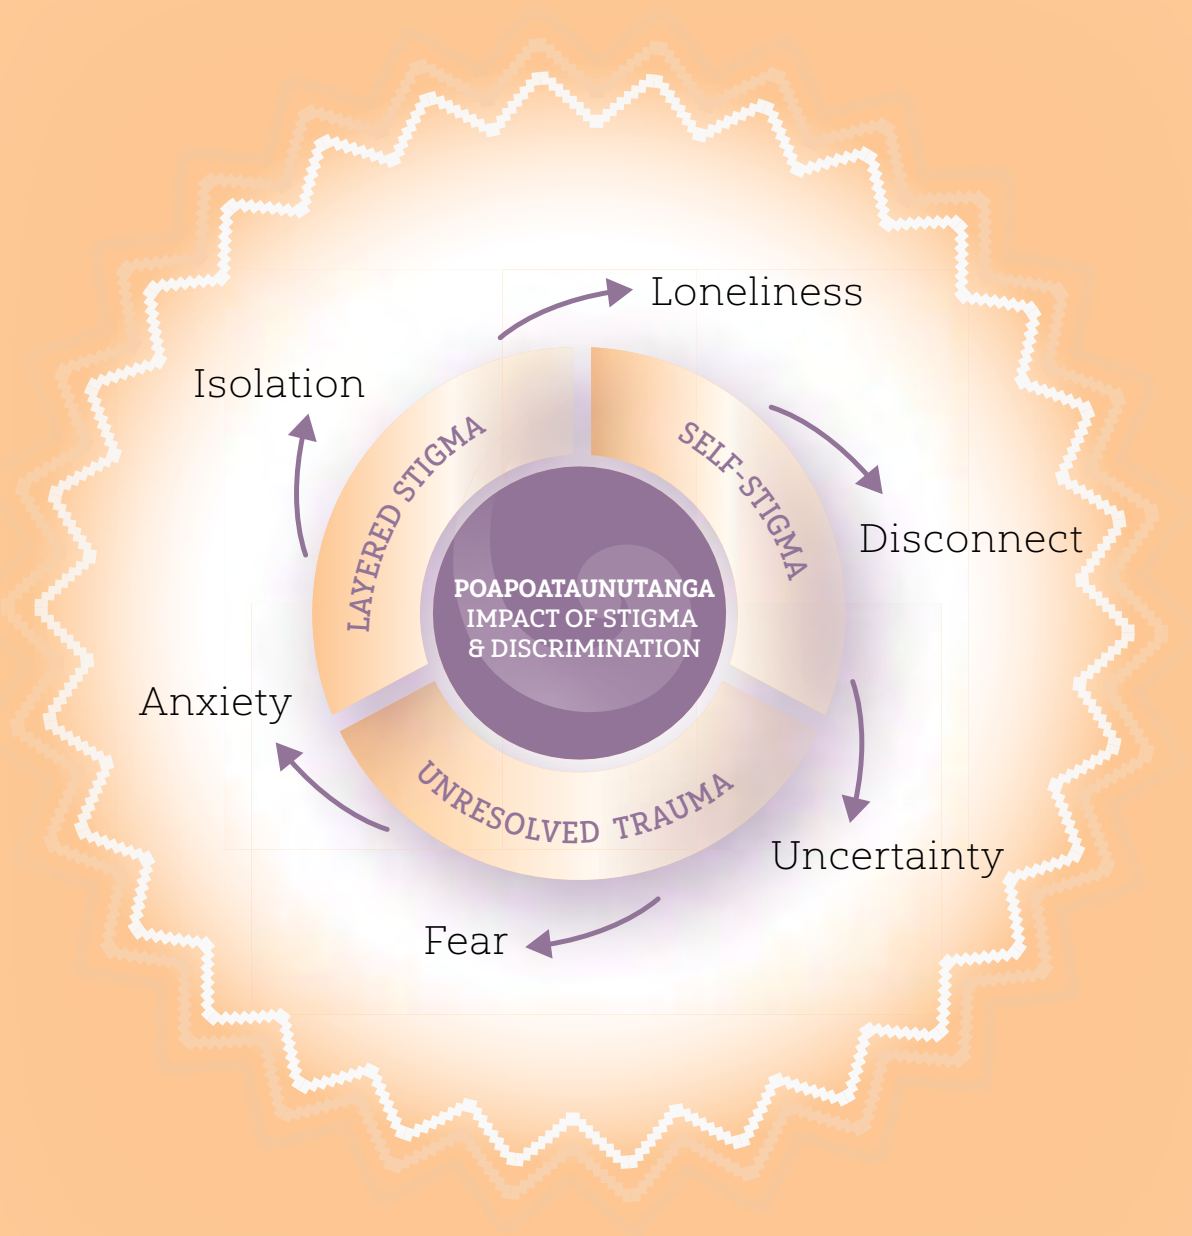 Loneliness
Isolation
LAYERED STIGMA
SELF-STIGMA
Disconnect
POAPOATAUNUTANGA
IMPACT OF STIGMA
& DISCRIMINATION
Anxiety
UNRESOLVED TRAUMA
Uncertainty
Fear